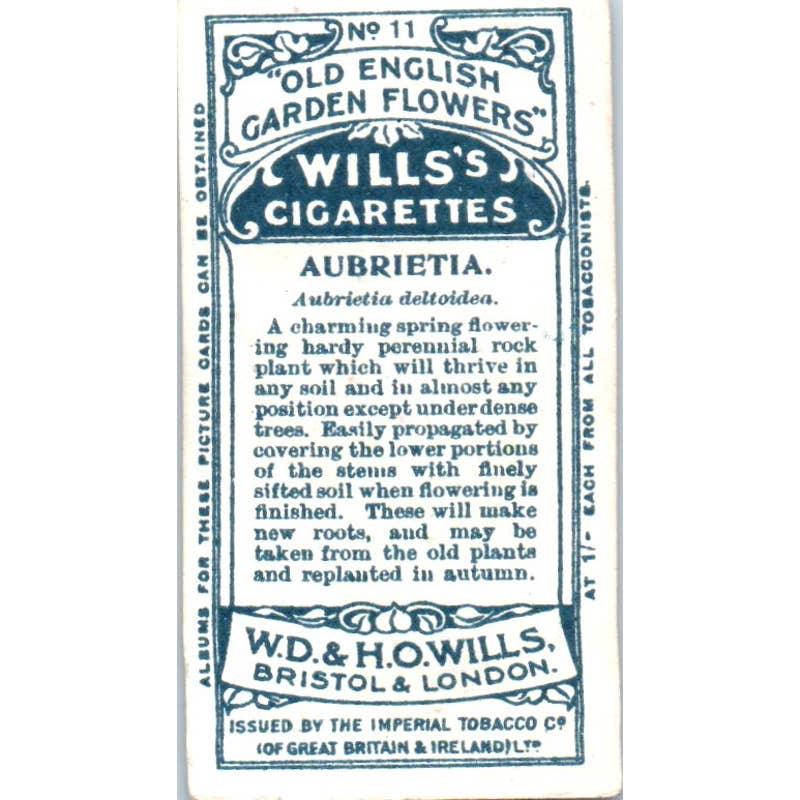 Nº 11
"OLD ENGLISH
GARDEN FLOWERS"
WILLS'S
CIGARETTES
AUBRIETIA.
Aubrietia deltoidea.
A charming spring flower-
ing hardy perennial rock
plant which will thrive in
any soil and in almost any
position except under dense
trees. Easily propagated by
covering the lower portions
of the stems with finely
sifted soil when flowering is
finished. These will make
new roots, and may be
taken from the old plants
and replanted in autumn.
W.D. & H.O. WILLS,
BRISTOL & LONDON.
ISSUED BY THE IMPERIAL TOBACCO Cº
(OF GREAT BRITAIN & IRELAND) LTD
ALBUMS FOR THESE PICTURE CARDS CAN BE OBTAINED
AT 1/- EACH FROM ALL TOBACCONISTS.